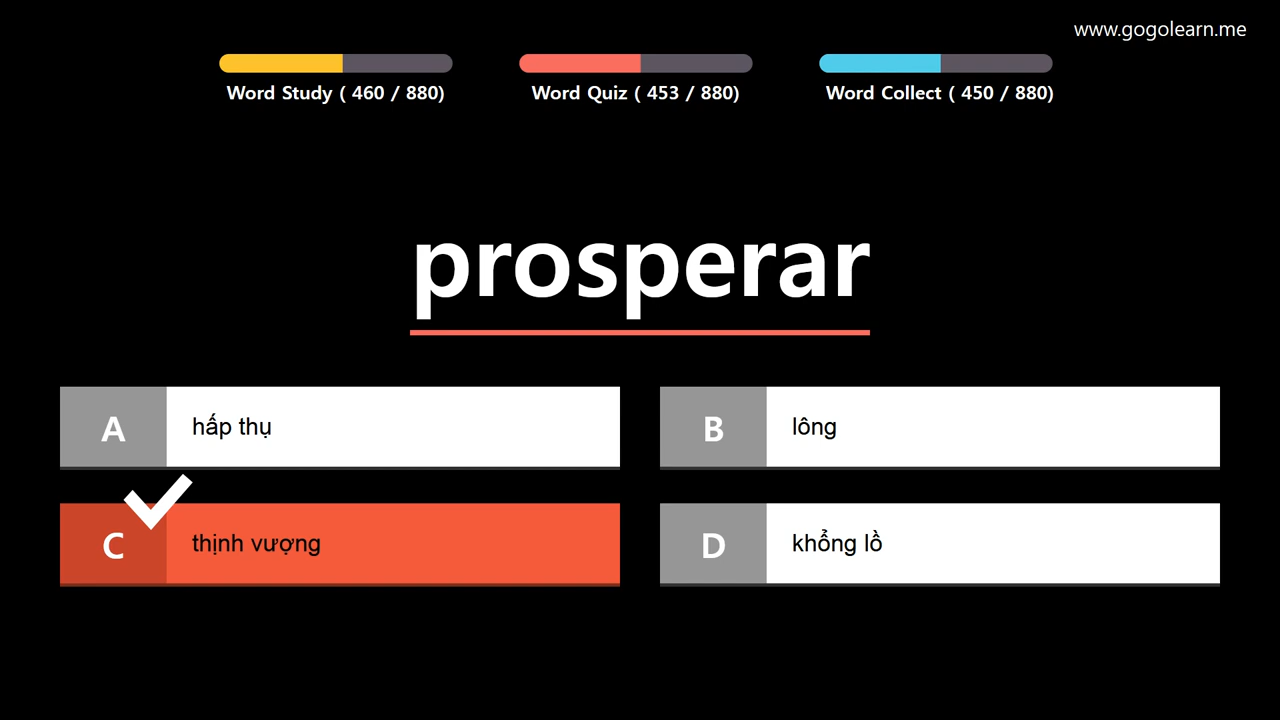 www.gogolearn.me
Word Study ( 460 / 880)
Word Quiz ( 453 / 880)
Word Collect ( 450 / 880)
prosperar
A hấp thụ
B lông
C thịnh vượng
D khổng lồ